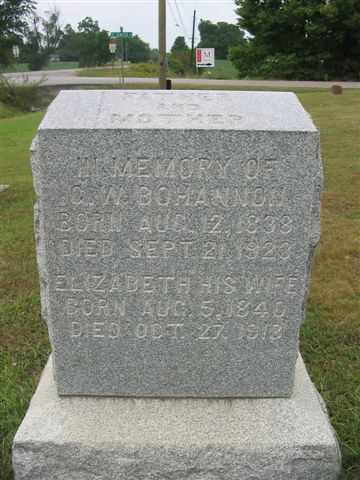 FATHER
AND
MOTHER
IN MEMORY OF
G. W. BOHANNON
BORN AUG. 12, 1838
DIED SEPT. 21 1923
ELIZABETH HIS WIFE
BORN AUG. 5, 1846
DIED OCT. 27, 1913
M